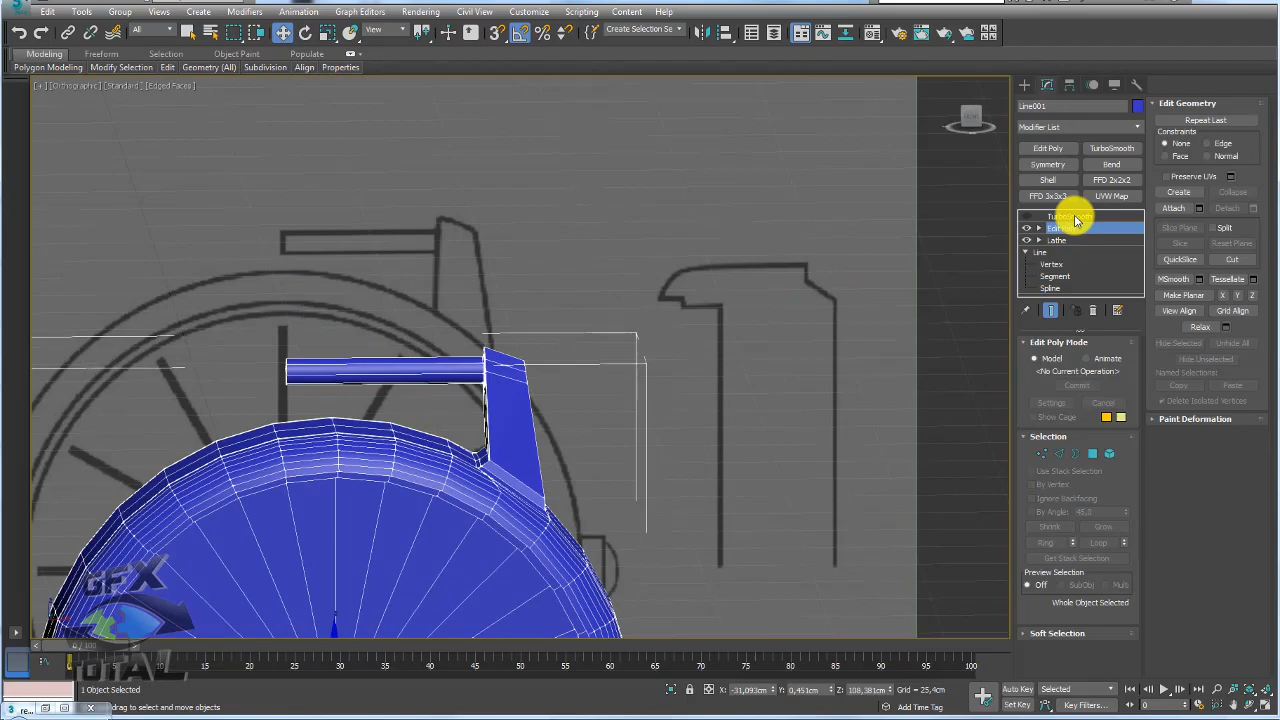 Edit Tools Group Views Create Modifiers Animation Graph Editors Rendering Civil View Customize Scripting Content Help
All View Create Selection Se
Modeling Freeform Selection Object Paint Populate
Polygon Modeling Modify Selection Edit Geometry (All) Subdivision Align Properties
[+] [Orthographic] [Standard] [Edged Faces]
Line001
Modifier List
Edit Poly TurboSmooth
Symmetry Bend
Shell FFD 2x2x2
FFD 3x3x3 UVW Map
TurboSmooth
Edit
Lathe
Line
Vertex
Segment
Spline
Edit Poly Mode
Model Animate
<No Current Operation>
Commit
Settings Cancel
Show Cage
Selection
Use Stack Selection
By Vertex
Ignore Backfacing
By Angle: 45,0
Shrink Grow
Ring Loop
Get Stack Selection
Preview Selection
Off SubObj Multi
Whole Object Selected
Soft Selection
Edit Geometry
Repeat Last
Constraints
None Edge
Face Normal
Preserve UVs
Create Collapse
Attach Detach
Slice Plane Split
Slice Reset Plane
QuickSlice Cut
MSmooth Tessellate
Make Planar X Y Z
View Align Grid Align
Relax
Hide Selected Unhide All
Hide Unselected
Named Selections:
Copy Paste
Delete Isolated Vertices
Paint Deformation
GFX
TOTAL
0 / 100
15 20 25 30 35 40 45 50 55 60 65 70 75 80 85 90 95 100
1 Object Selected
drag to select and move objects
X: -31,093cm Y: 0,451cm Z: 108,381cm Grid = 25,4cm
Add Time Tag
Auto Key Selected
Set Key Key Filters...
0
3 re...